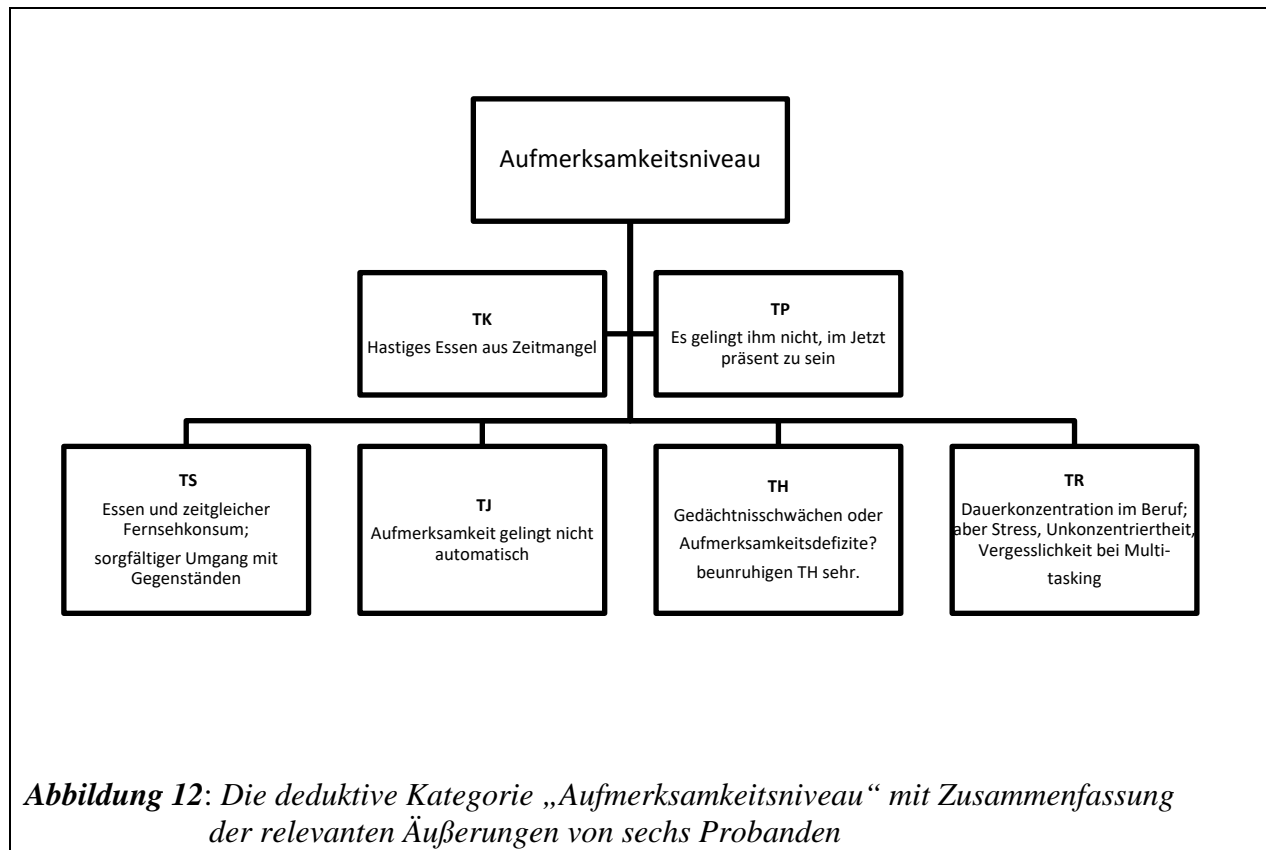 Aufmerksamkeitsniveau
TK
Hastiges Essen aus Zeitmangel
TP
Es gelingt ihm nicht, im Jetzt
präsent zu sein
TS
Essen und zeitgleicher
Fernsehkonsum;
sorgfältiger Umgang mit
Gegenständen
TJ
Aufmerksamkeit gelingt nicht
automatisch
TH
Gedächtnisschwächen oder
Aufmerksamkeitsdefizite?
beunruhigen TH sehr.
TR
Dauerkonzentration im Beruf;
aber Stress, Unkonzentriertheit,
Vergesslichkeit bei Multi-
tasking
Abbildung 12: Die deduktive Kategorie „Aufmerksamkeitsniveau“ mit Zusammenfassung
der relevanten Äußerungen von sechs Probanden